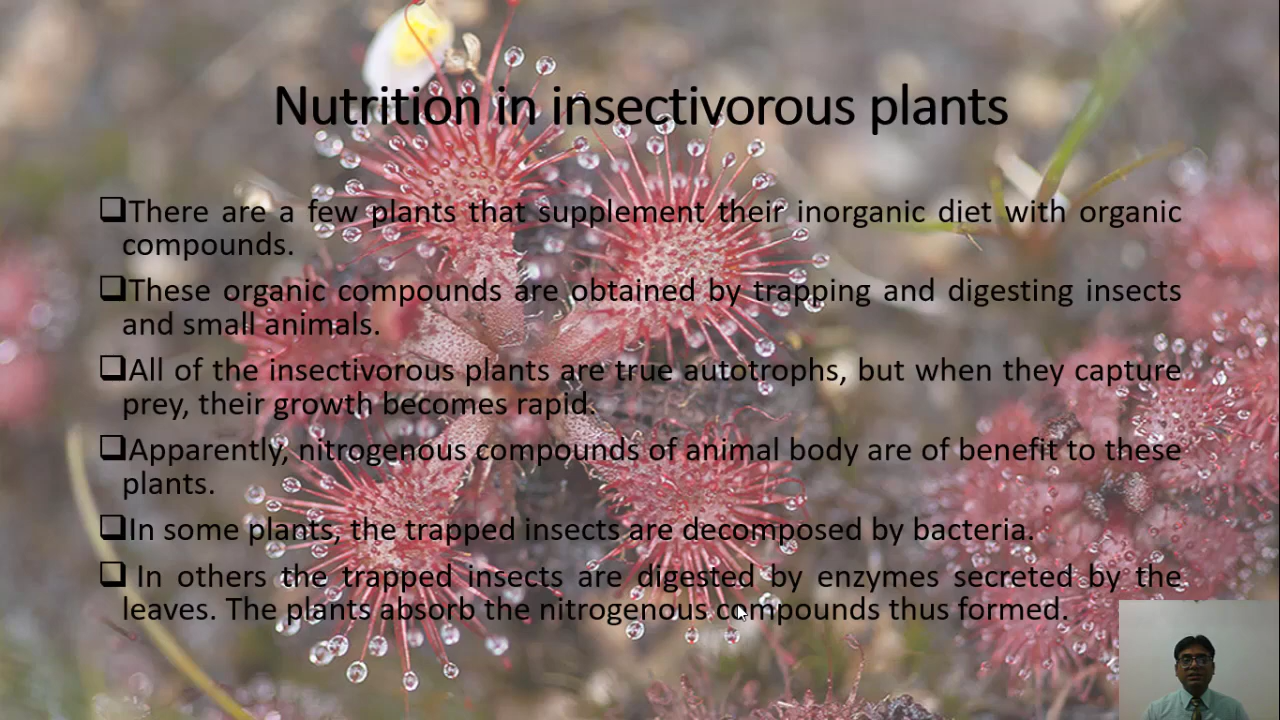 Nutrition in insectivorous plants
❑There are a few plants that supplement their inorganic diet with organic
compounds.
❑These organic compounds are obtained by trapping and digesting insects
and small animals.
❑All of the insectivorous plants are true autotrophs, but when they capture
prey, their growth becomes rapid.
❑Apparently, nitrogenous compounds of animal body are of benefit to these
plants.
❑In some plants, the trapped insects are decomposed by bacteria.
❑ In others the trapped insects are digested by enzymes secreted by the
leaves. The plants absorb the nitrogenous compounds thus formed.